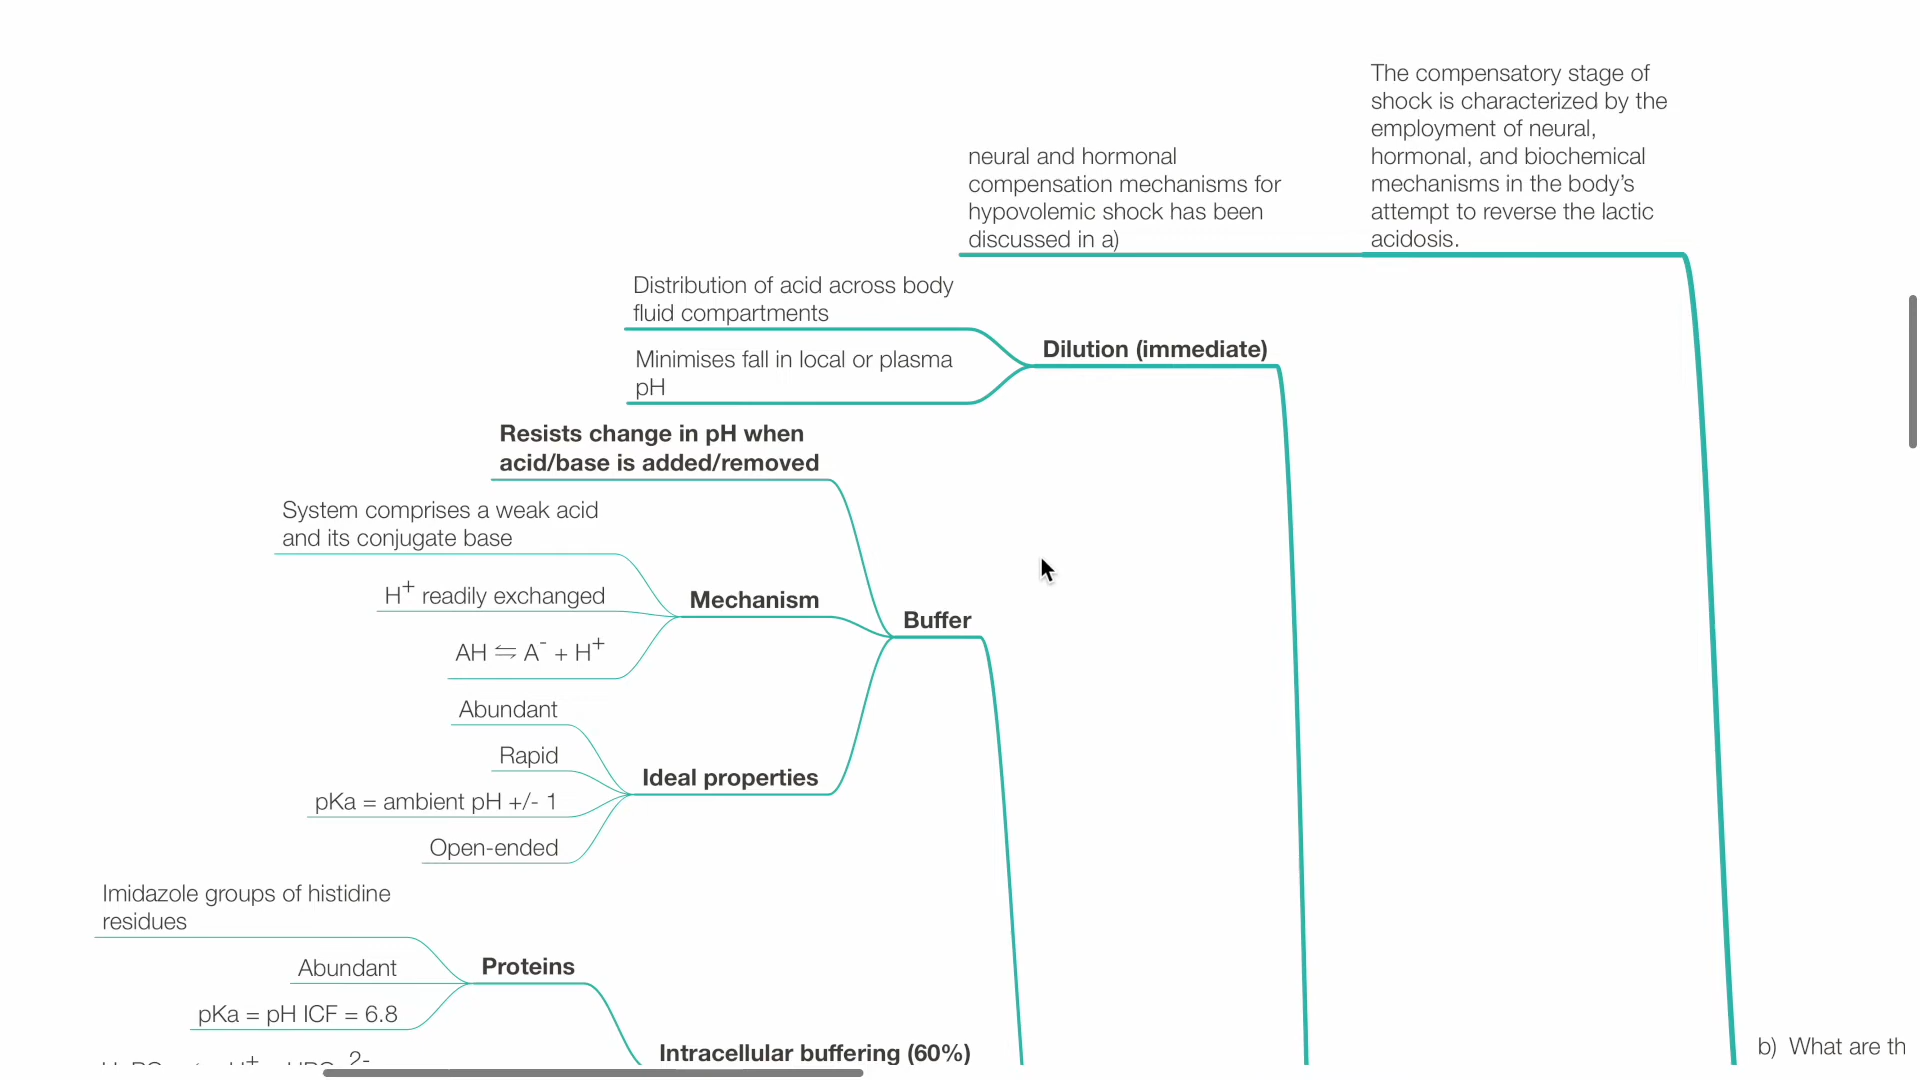 The compensatory stage of
shock is characterized by the
employment of neural,
hormonal, and biochemical
mechanisms in the body's
attempt to reverse the lactic
acidosis.
neural and hormonal
compensation mechanisms for
hypovolemic shock has been
discussed in a)
Distribution of acid across body
fluid compartments
Minimises fall in local or plasma
pH
Dilution (immediate)
Resists change in pH when
acid/base is added/removed
System comprises a weak acid
and its conjugate base
H⁺ readily exchanged
AH ⇋ A⁻ + H⁺
Mechanism
Buffer
Abundant
Rapid
pKa = ambient pH +/- 1
Open-ended
Ideal properties
Imidazole groups of histidine
residues
Abundant
pKa = pH ICF = 6.8
Proteins
Intracellular buffering (60%)
b) What are th